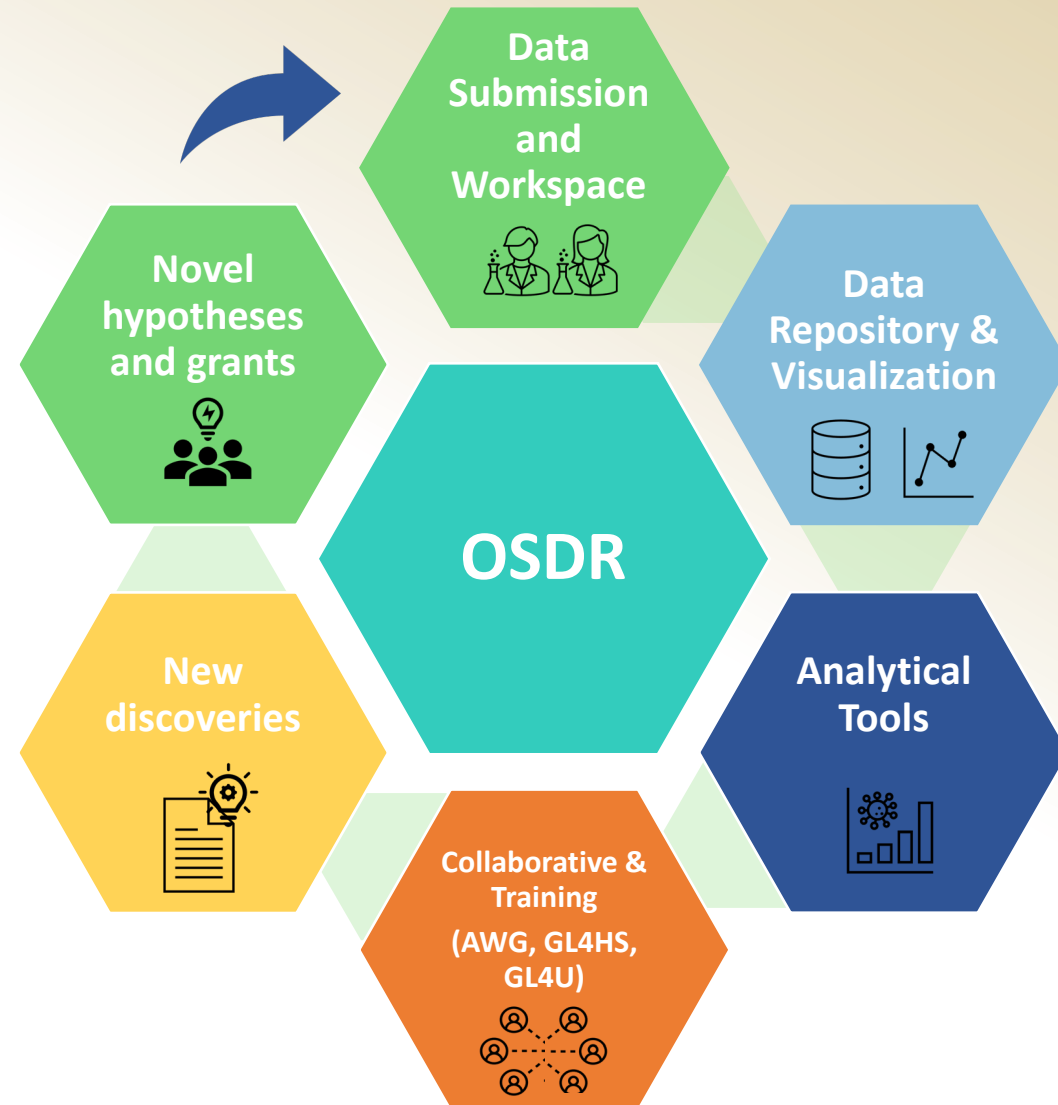 Data
Submission
and
Workspace
Data
Repository &
Visualization
Analytical
Tools
Collaborative &
Training
(AWG, GL4HS,
GL4U)
New
discoveries
Novel
hypotheses
and grants
OSDR